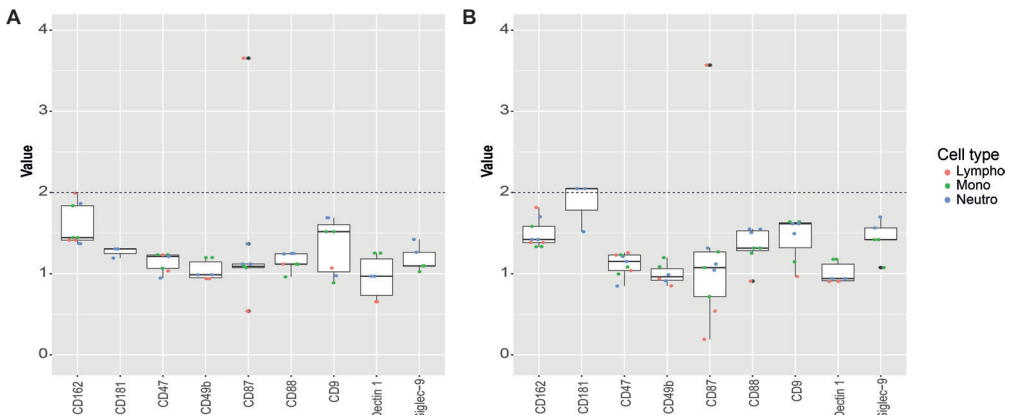 A
B
Value
4
3
2
1
0
CD162
CD181
CD47
CD49b
CD87
CD88
CD9
Dectin 1
Siglec-9
Value
4
3
2
1
0
CD162
CD181
CD47
CD49b
CD87
CD88
CD9
Dectin 1
Siglec-9
Cell type
Lympho
Mono
Neutro